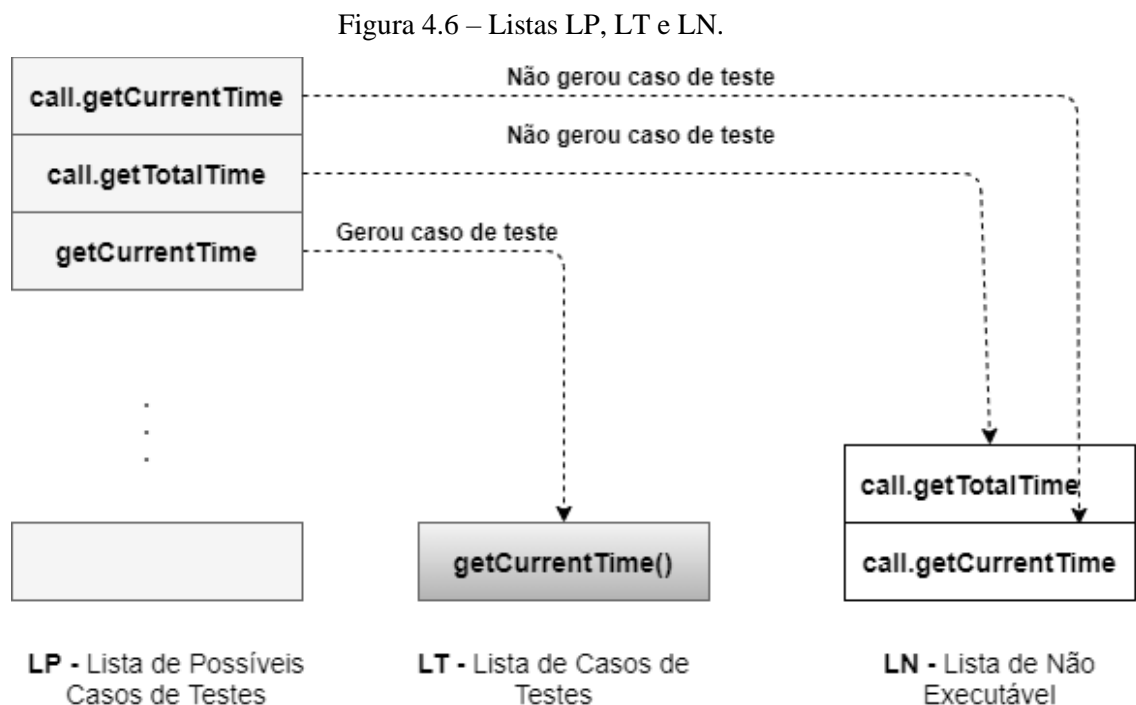 Figura 4.6 – Listas LP, LT e LN.
call.getCurrentTime
Não gerou caso de teste
call.getTotalTime
Não gerou caso de teste
getCurrentTime
Gerou caso de teste
call.getTotalTime
getCurrentTime()
call.getCurrentTime
LP - Lista de Possíveis
Casos de Testes
LT - Lista de Casos de
Testes
LN - Lista de Não
Executável